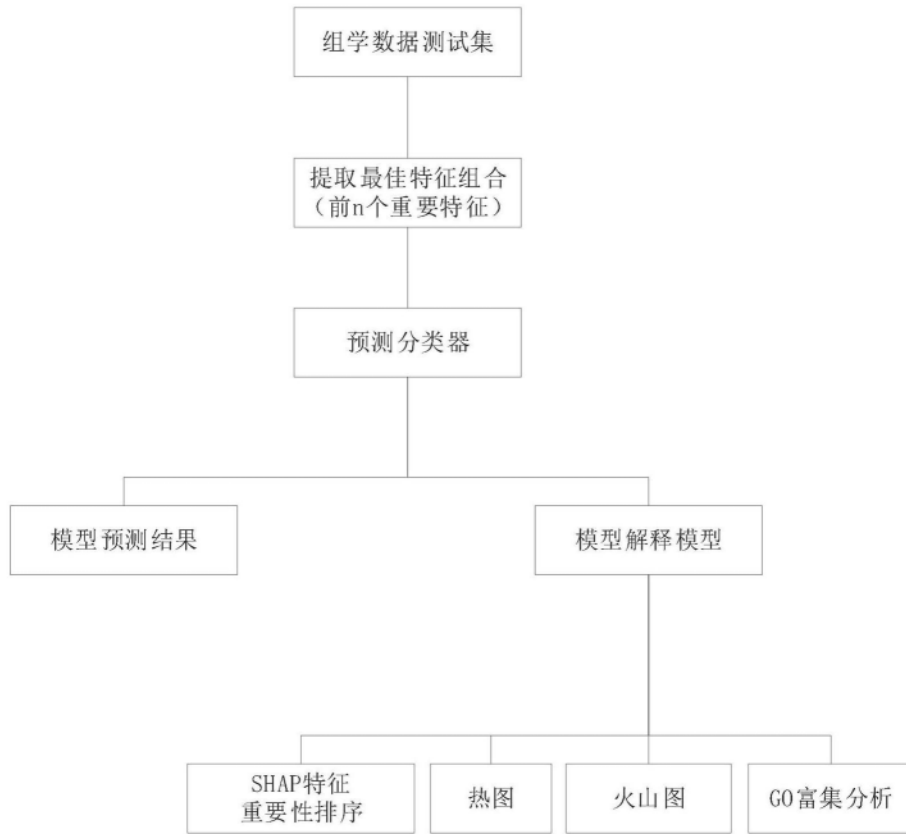 组学数据测试集
提取最佳特征组合
（前n个重要特征）
预测分类器
模型预测结果
模型解释模型
SHAP特征
重要性排序
热图
火山图
GO富集分析